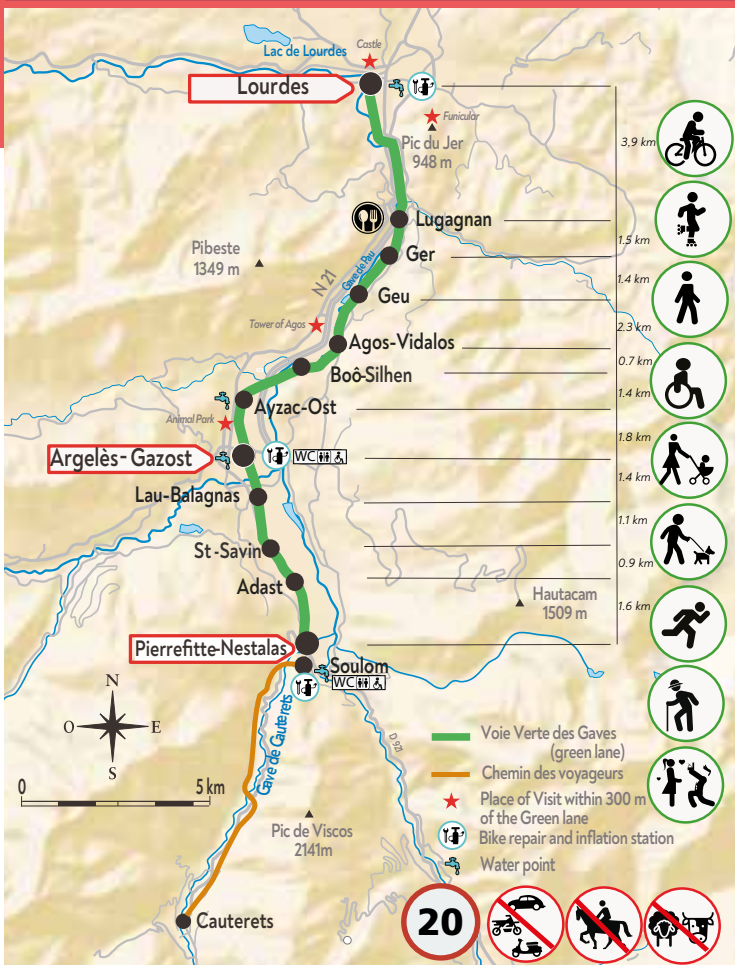 Castle
Lac de Lourdes
Lourdes
Funicular
Pic du Jer
948 m
3,9 km
Lugagnan
1.5 km
Pibeste
1349 m
Ger
N 21
Gave de Pau
1.4 km
Geu
Tower of Agos
2.3 km
Agos-Vidalos
0.7 km
Boô-Silhen
1.4 km
Ayzac-Ost
Animal Park
1.8 km
Argelès-Gazost
WC
1.4 km
Lau-Balagnas
1.1 km
St-Savin
0.9 km
Adast
Hautacam
1509 m
1.6 km
Pierrefitte-Nestalas
Soulom
WC
N
O
E
S
Gave de Cauterets
D 921
0
5 km
Voie Verte des Gaves
(green lane)
Chemin des voyageurs
Place of Visit within 300 m
of the Green lane
Bike repair and inflation station
Water point
Pic de Viscos
2141m
Cauterets
20